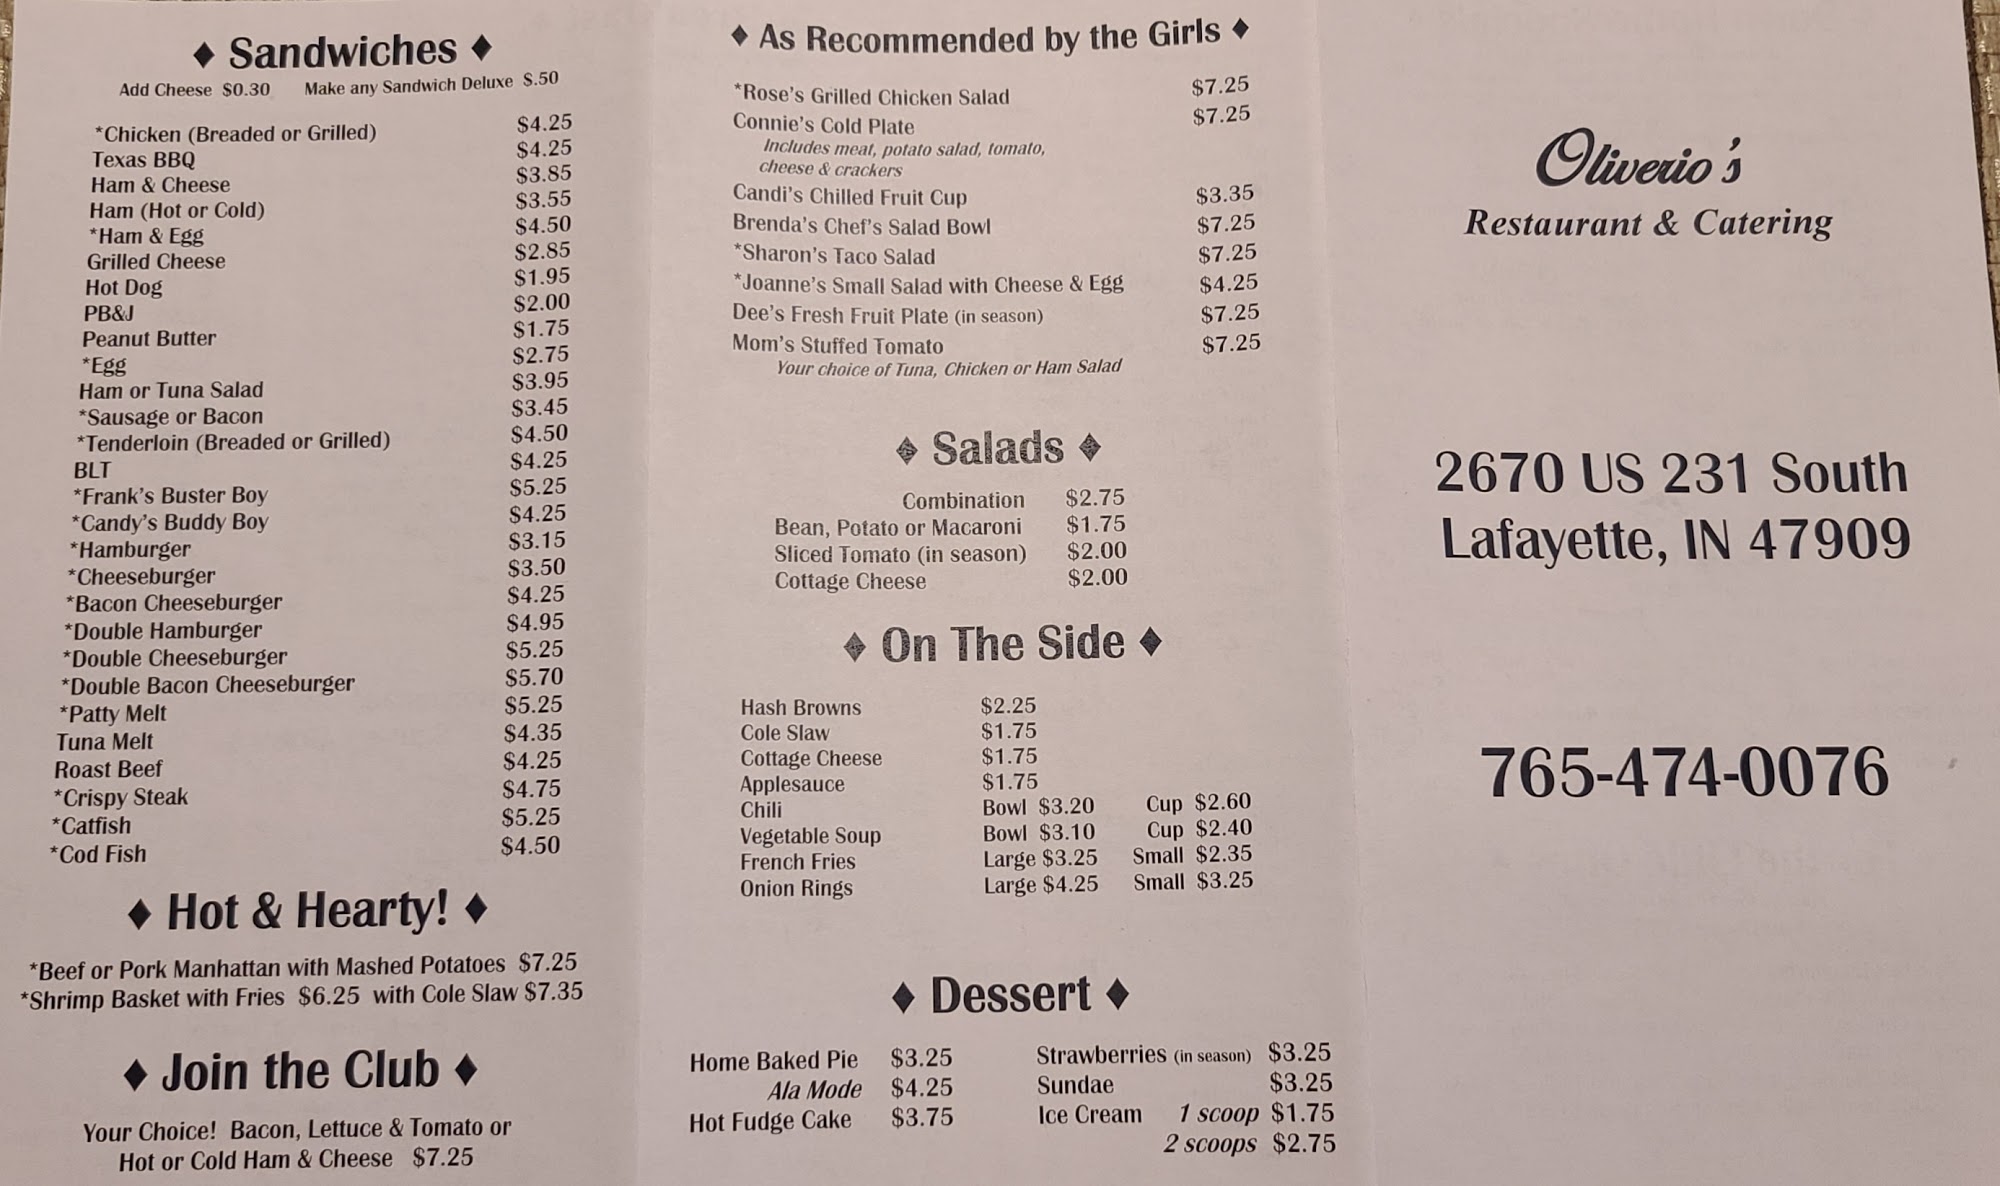 ♦ Sandwiches ♦
Add Cheese $0.30 Make any Sandwich Deluxe $.50
*Chicken (Breaded or Grilled) $4.25
Texas BBQ $4.25
Ham & Cheese $3.85
Ham (Hot or Cold) $3.55
*Ham & Egg $4.50
Grilled Cheese $2.85
Hot Dog $1.95
PB&J $2.00
Peanut Butter $1.75
*Egg $2.75
Ham or Tuna Salad $3.95
*Sausage or Bacon $3.45
*Tenderloin (Breaded or Grilled) $4.50
BLT $4.25
*Frank's Buster Boy $5.25
*Candy's Buddy Boy $4.25
*Hamburger $3.15
*Cheeseburger $3.50
*Bacon Cheeseburger $4.25
*Double Hamburger $4.95
*Double Cheeseburger $5.25
*Double Bacon Cheeseburger $5.70
*Patty Melt $5.25
Tuna Melt $4.35
Roast Beef $4.25
*Crispy Steak $4.75
*Catfish $5.25
*Cod Fish $4.50
♦ Hot & Hearty! ♦
*Beef or Pork Manhattan with Mashed Potatoes $7.25
*Shrimp Basket with Fries $6.25 with Cole Slaw $7.35
♦ Join the Club ♦
Your Choice! Bacon, Lettuce & Tomato or
Hot or Cold Ham & Cheese $7.25
♦ As Recommended by the Girls ♦
*Rose's Grilled Chicken Salad $7.25
Connie's Cold Plate $7.25
Includes meat, potato salad, tomato,
cheese & crackers
Candi's Chilled Fruit Cup $3.35
Brenda's Chef's Salad Bowl $7.25
*Sharon's Taco Salad $7.25
*Joanne's Small Salad with Cheese & Egg $4.25
Dee's Fresh Fruit Plate (in season) $7.25
Mom's Stuffed Tomato $7.25
Your choice of Tuna, Chicken or Ham Salad
♦ Salads ♦
Combination $2.75
Bean, Potato or Macaroni $1.75
Sliced Tomato (in season) $2.00
Cottage Cheese $2.00
♦ On The Side ♦
Hash Browns $2.25
Cole Slaw $1.75
Cottage Cheese $1.75
Applesauce $1.75
Chili Bowl $3.20 Cup $2.60
Vegetable Soup Bowl $3.10 Cup $2.40
French Fries Large $3.25 Small $2.35
Onion Rings Large $4.25 Small $3.25
♦ Dessert ♦
Home Baked Pie $3.25
Ala Mode $4.25
Hot Fudge Cake $3.75
Strawberries (in season) $3.25
Sundae $3.25
Ice Cream 1 scoop $1.75
2 scoops $2.75
Oliverio's
Restaurant & Catering
2670 US 231 South
Lafayette, IN 47909
765-474-0076